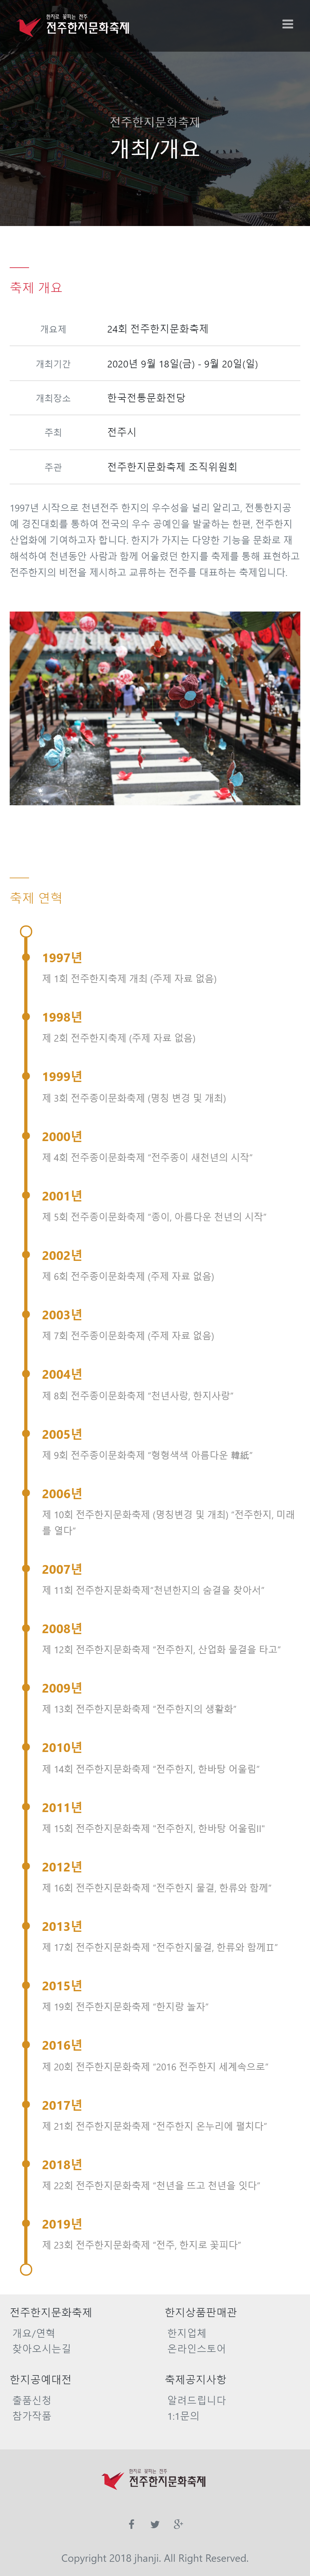 한지로 꽃피는 전주
전주한지문화축제
전주한지문화축제
개최/개요
축제 개요
개요제 24회 전주한지문화축제
개최기간 2020년 9월 18일(금) - 9월 20일(일)
개최장소 한국전통문화전당
주최 전주시
주관 전주한지문화축제 조직위원회
1997년 시작으로 천년전주 한지의 우수성을 널리 알리고, 전통한지공
예 경진대회를 통하여 전국의 우수 공예인을 발굴하는 한편, 전주한지
산업화에 기여하고자 합니다. 한지가 가지는 다양한 기능을 문화로 재
해석하여 천년동안 사람과 함께 어울렸던 한지를 축제를 통해 표현하고
전주한지의 비전을 제시하고 교류하는 전주를 대표하는 축제입니다.
축제 연혁
1997년
제 1회 전주한지축제 개최 (주제 자료 없음)
1998년
제 2회 전주한지축제 (주제 자료 없음)
1999년
제 3회 전주종이문화축제 (명칭 변경 및 개최)
2000년
제 4회 전주종이문화축제 "전주종이 새천년의 시작"
2001년
제 5회 전주종이문화축제 "종이, 아름다운 천년의 시작"
2002년
제 6회 전주종이문화축제 (주제 자료 없음)
2003년
제 7회 전주종이문화축제 (주제 자료 없음)
2004년
제 8회 전주종이문화축제 "천년사랑, 한지사랑"
2005년
제 9회 전주종이문화축제 "형형색색 아름다운 韓紙"
2006년
제 10회 전주한지문화축제 (명칭변경 및 개최) "전주한지, 미래
를 열다"
2007년
제 11회 전주한지문화축제"천년한지의 숨결을 찾아서"
2008년
제 12회 전주한지문화축제 "전주한지, 산업화 물결을 타고"
2009년
제 13회 전주한지문화축제 "전주한지의 생활화"
2010년
제 14회 전주한지문화축제 "전주한지, 한바탕 어울림"
2011년
제 15회 전주한지문화축제 "전주한지, 한바탕 어울림II"
2012년
제 16회 전주한지문화축제 "전주한지 물결, 한류와 함께"
2013년
제 17회 전주한지문화축제 "전주한지물결, 한류와 함께Ⅱ"
2015년
제 19회 전주한지문화축제 "한지랑 놀자"
2016년
제 20회 전주한지문화축제 "2016 전주한지 세계속으로"
2017년
제 21회 전주한지문화축제 "전주한지 온누리에 펼치다"
2018년
제 22회 전주한지문화축제 "천년을 뜨고 천년을 잇다"
2019년
제 23회 전주한지문화축제 "전주, 한지로 꽃피다"
전주한지문화축제
개요/연혁
찾아오시는길
한지상품판매관
한지업체
온라인스토어
한지공예대전
줄품신청
참가작품
축제공지사항
알려드립니다
1:1문의
한지로 꽃피는 전주
전주한지문화축제
Copyright 2018 jhanji. All Right Reserved.